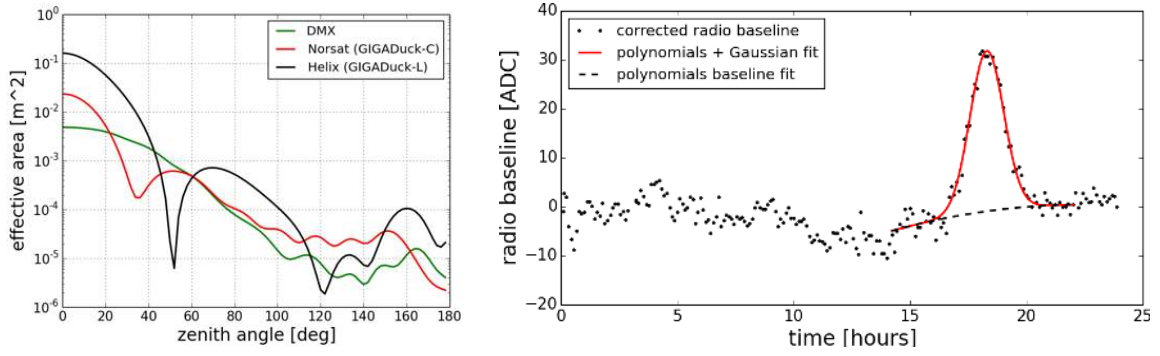 10^0
10^-1
10^-2
10^-3
10^-4
10^-5
10^-6
effective area [m^2]
DMX
Norsat (GIGADuck-C)
Helix (GIGADuck-L)
0 20 40 60 80 100 120 140 160 180
zenith angle [deg]
40
30
20
10
0
−10
−20
radio baseline [ADC]
corrected radio baseline
polynomials + Gaussian fit
polynomials baseline fit
0 5 10 15 20 25
time [hours]